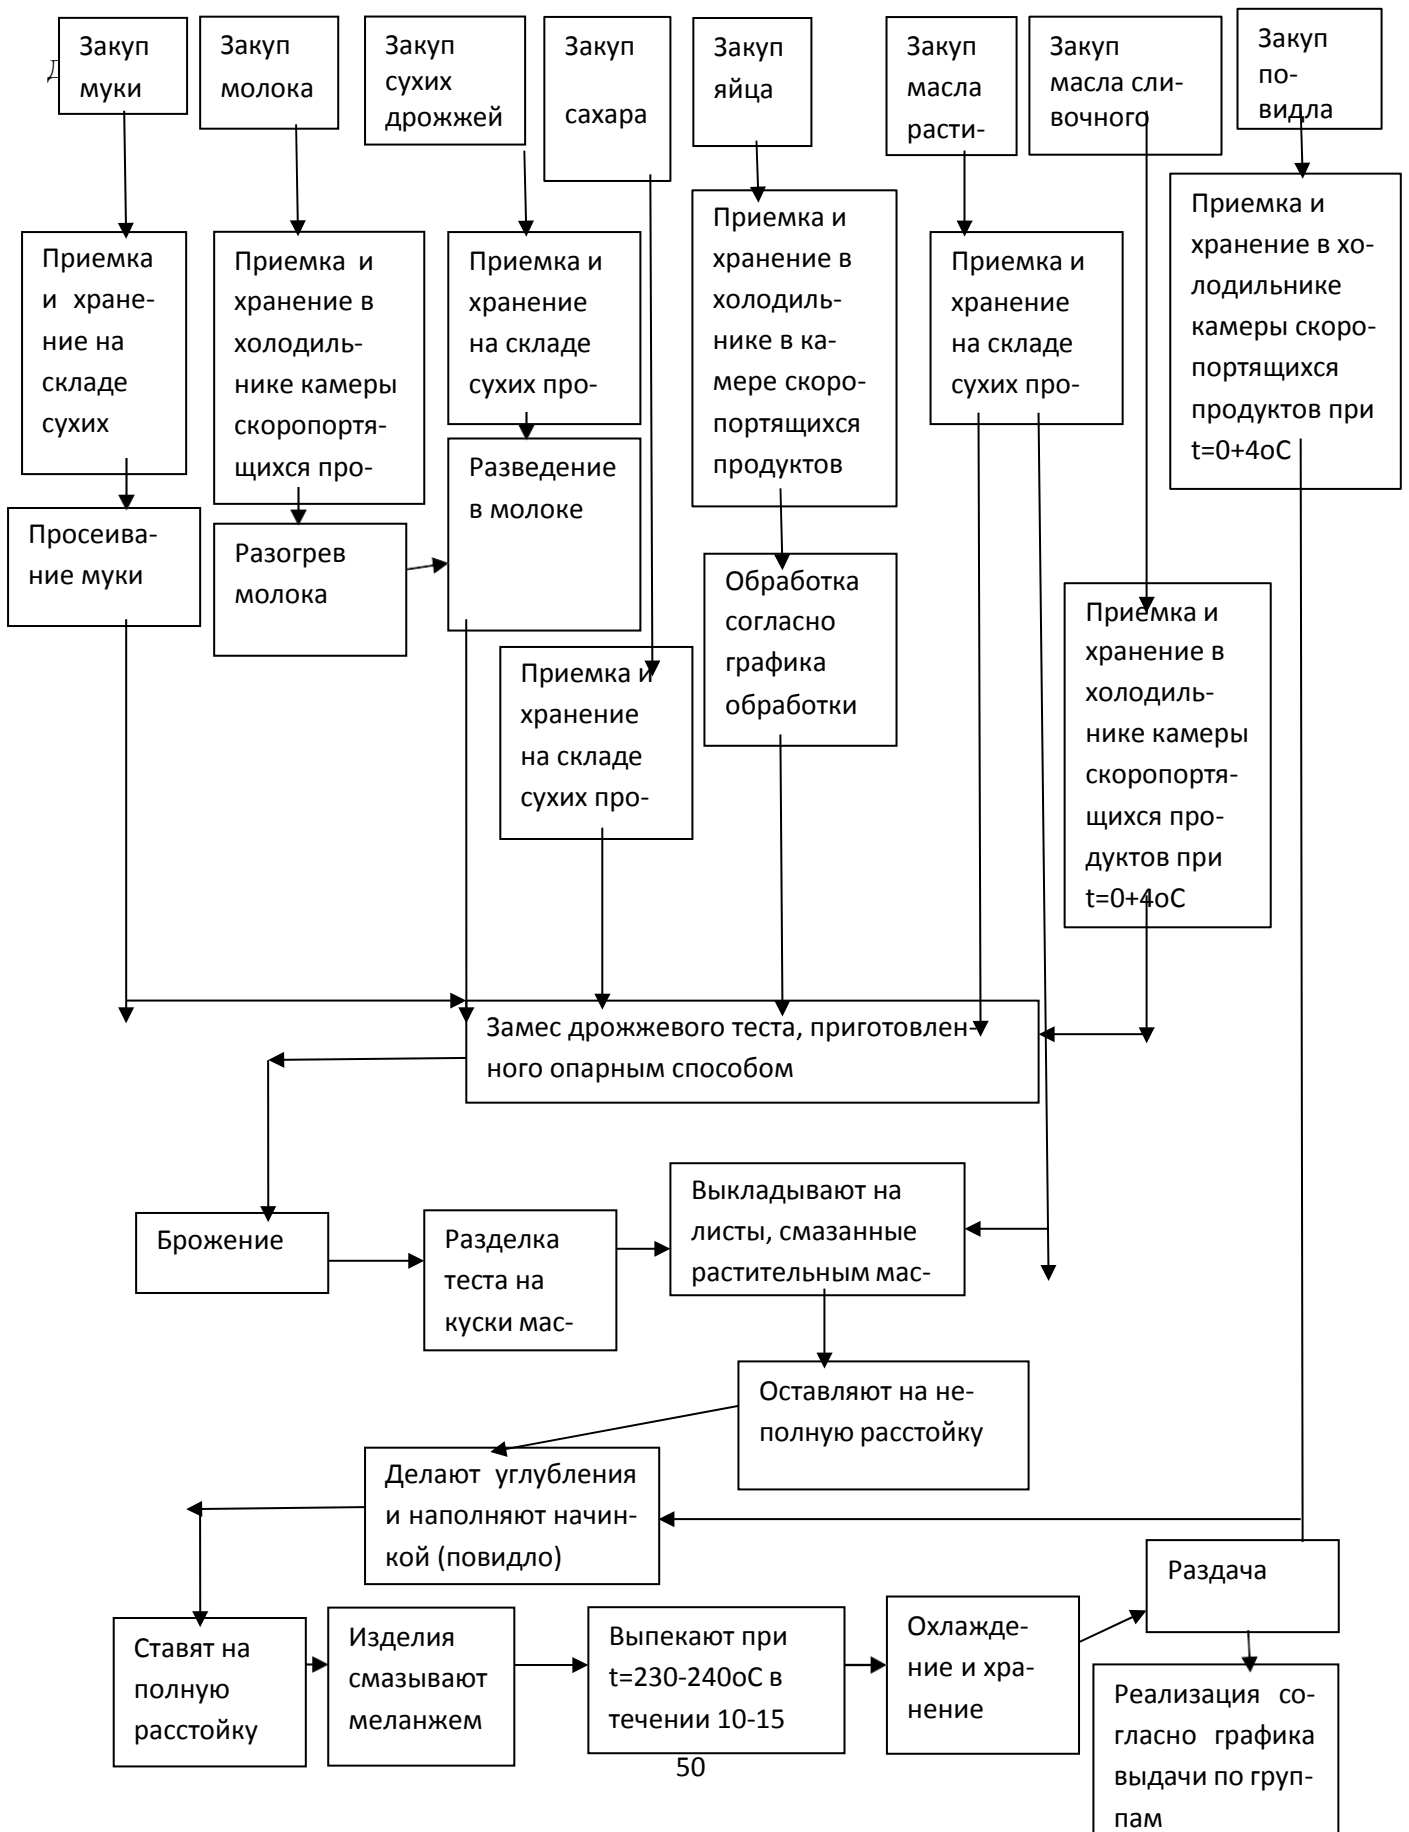 Закуп
муки
Закуп
молока
Закуп
сухих
дрожжей
Закуп
сахара
Закуп
яйца
Закуп
масла
расти-
Закуп
масла сли-
вочного
Закуп
по-
видла
Приемка
и хране-
ние на
складе
сухих
Приемка и
хранение в
холодиль-
нике камеры
скоропортя-
щихся про-
Приемка и
хранение
на складе
сухих про-
Приемка и
хранение в
холодиль-
нике в ка-
мере скоро-
портящихся
продуктов
Приемка и
хранение
на складе
сухих про-
Приемка и
хранение в хо-
лодильнике
камеры скоро-
портящихся
продуктов при
t=0+4оС
Просеива-
ние муки
Разогрев
молока
Разведение
в молоке
Приемка и
хранение
на складе
сухих про-
Обработка
согласно
графика
обработки
Приемка и
хранение в
холодиль-
нике камеры
скоропортя-
щихся про-
дуктов при
t=0+4оС
Замес дрожжевого теста, приготовлен-
ного опарным способом
Брожение
Разделка
теста на
куски мас-
Выкладывают на
листы, смазанные
растительным мас-
Оставляют на не-
полную расстойку
Делают углубления
и наполняют начин-
кой (повидло)
Ставят на
полную
расстойку
Изделия
смазывают
меланжем
Выпекают при
t=230-240оС в
течении 10-15
Охлажде-
ние и хра-
нение
Раздача
Реализация со-
гласно графика
выдачи по груп-
пам
50